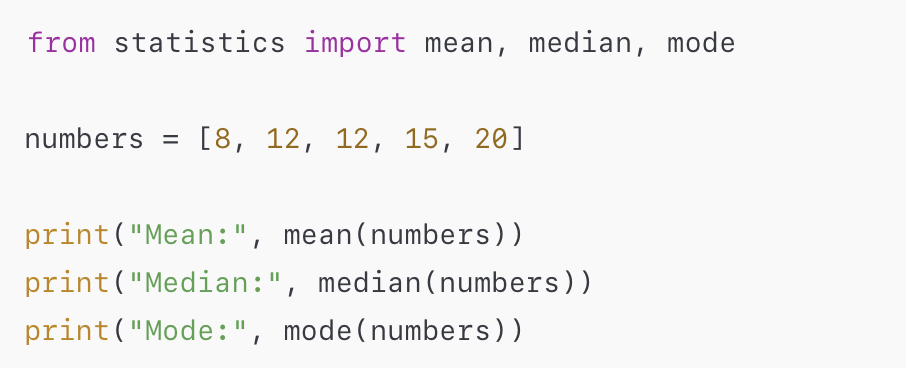 from statistics import mean, median, mode
numbers = [8, 12, 12, 15, 20]
print("Mean:", mean(numbers))
print("Median:", median(numbers))
print("Mode:", mode(numbers))